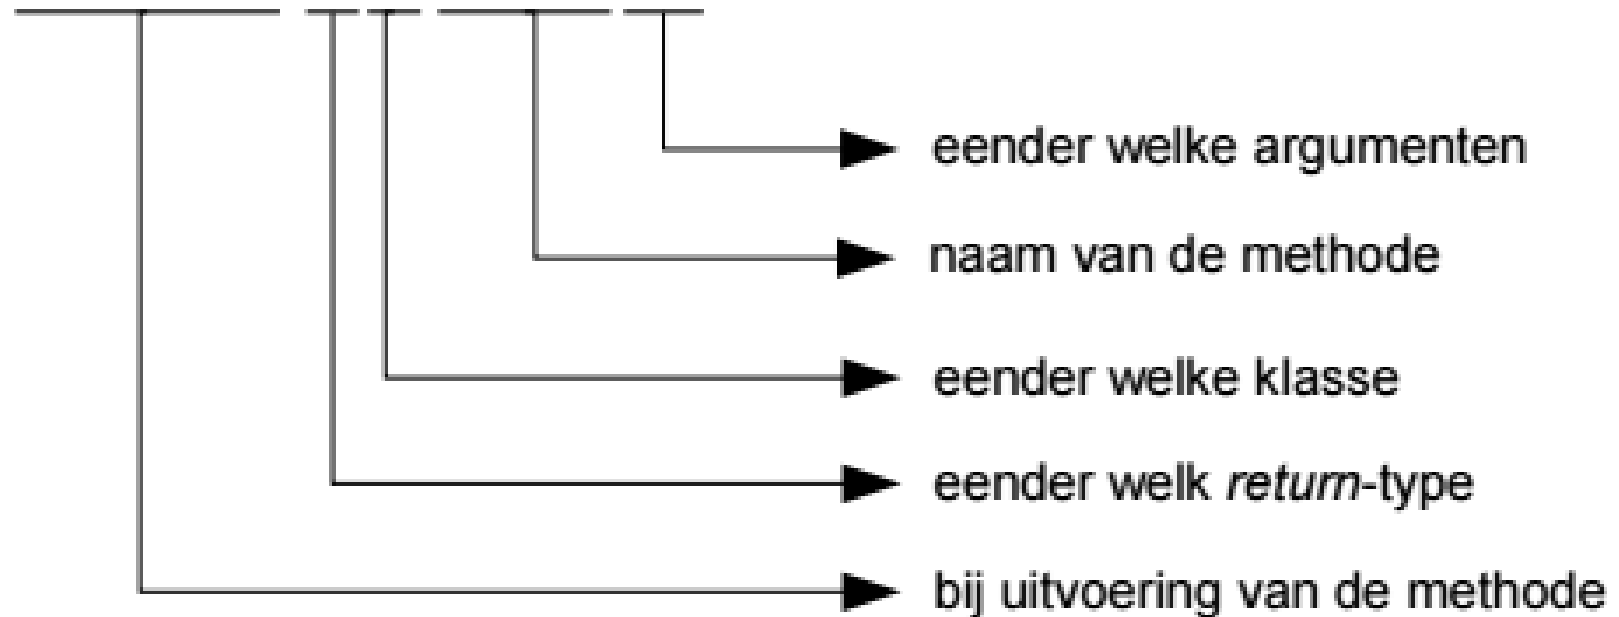 eender welke argumenten
naam van de methode
eender welke klasse
eender welk return-type
bij uitvoering van de methode